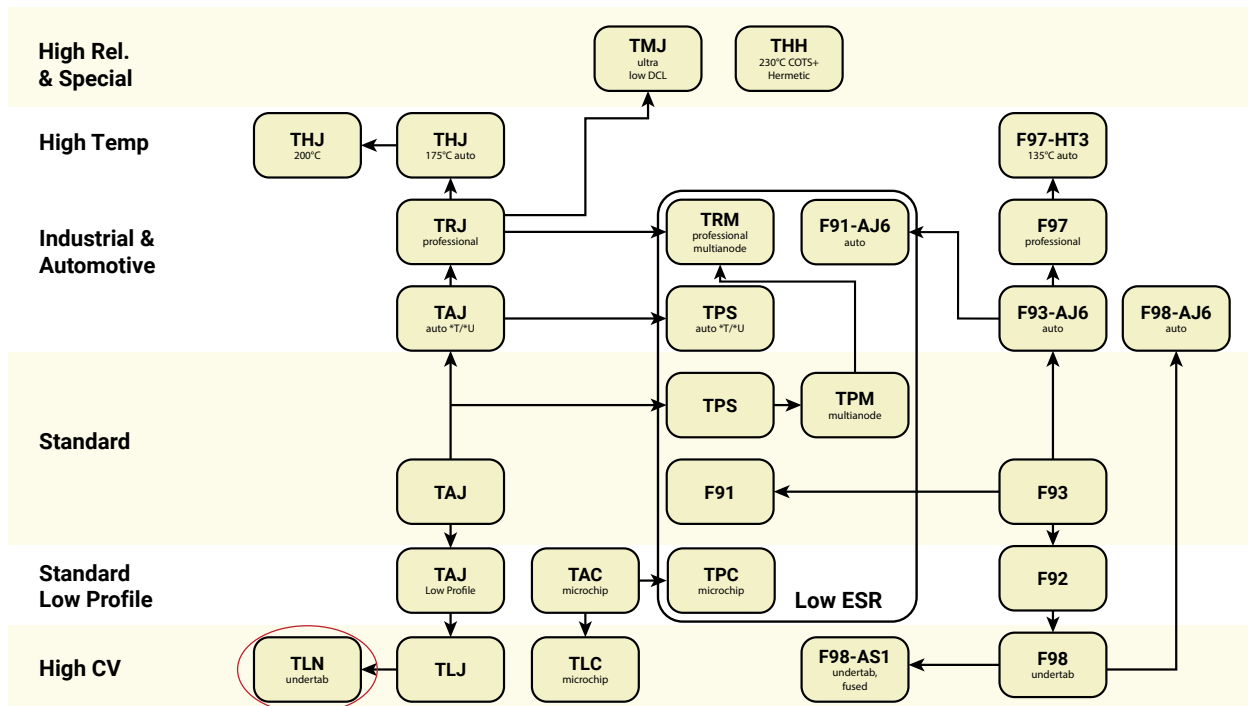 High Rel.
& Special
TMJ
ultra
low DCL
THH
230°C COTS+
Hermetic
High Temp
THJ
200°C
THJ
175°C auto
F97-HT3
135°C auto
Industrial &
Automotive
TRJ
professional
TRM
professional
multianode
F91-AJ6
auto
F97
professional
TAJ
auto *T/*U
TPS
auto *T/*U
F93-AJ6
auto
F98-AJ6
auto
Standard
TPS
TPM
multianode
TAJ
F91
F93
Standard
Low Profile
TAJ
Low Profile
TAC
microchip
TPC
microchip
Low ESR
F92
High CV
TLN
undertab
TLJ
TLC
microchip
F98-AS1
undertab,
fused
F98
undertab